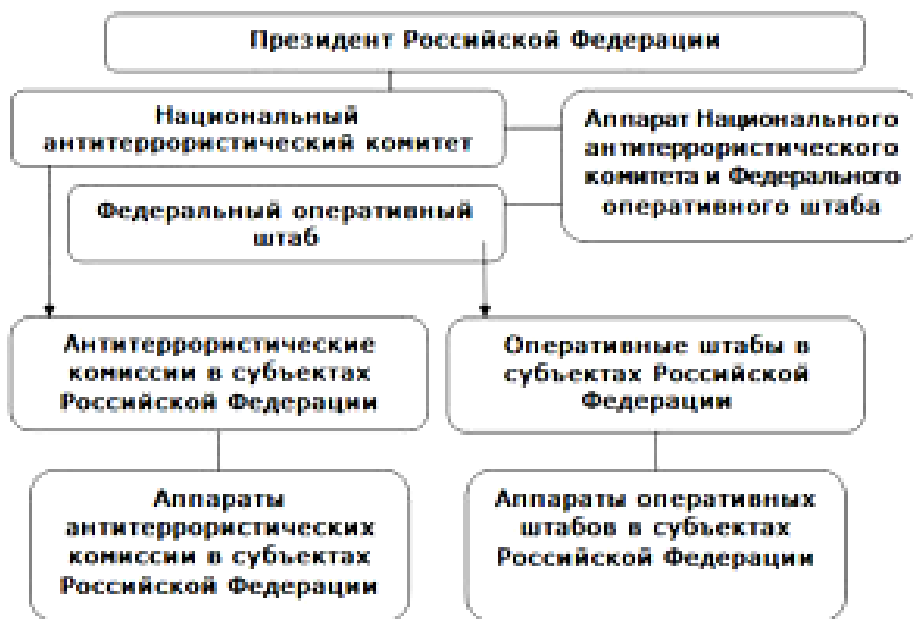 Президент Российской Федерации
Национальный
антитеррористический комитет
Аппарат Национального
антитеррористического
комитета и Федерального
оперативного штаба
Федеральный оперативный
штаб
Антитеррористические
комиссии в субъектах
Российской Федерации
Оперативные штабы в
субъектах Российской
Федерации
Аппараты
антитеррористических
комиссии в субъектах
Российской Федерации
Аппараты оперативных
штабов в субъектах
Российской Федерации